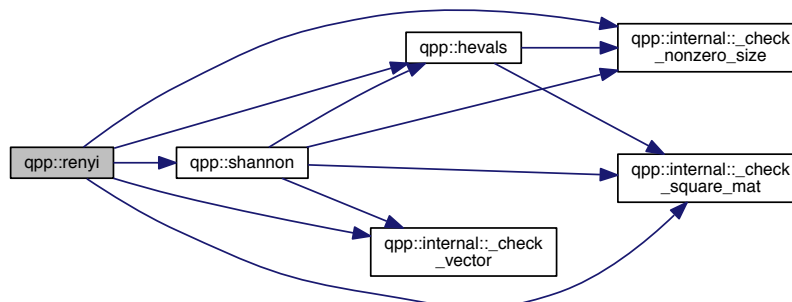 qpp::renyi
qpp::shannon
qpp::hevals
qpp::internal::_check
_nonzero_size
qpp::internal::_check
_square_mat
qpp::internal::_check
_vector